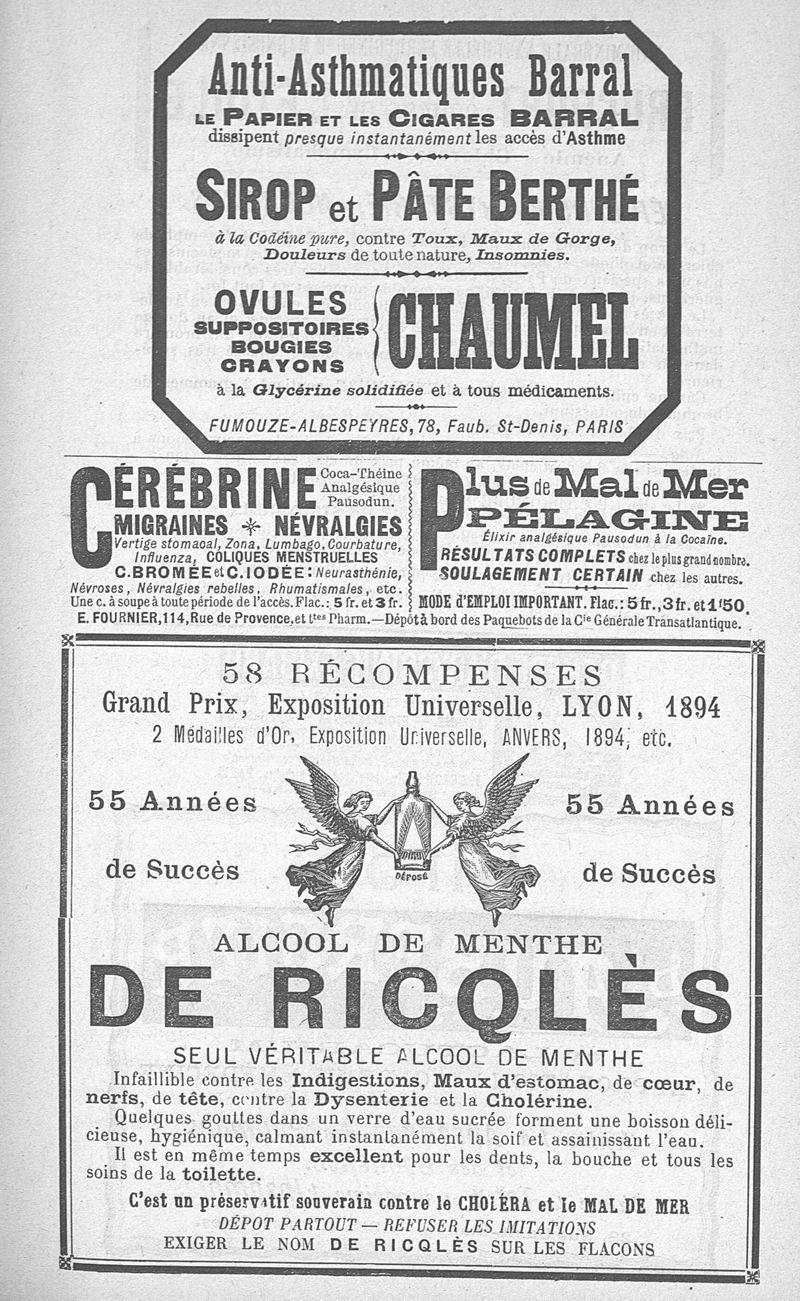 Anti-Asthmatiques Barral
LE PAPIER ET LES CIGARES BARRAL
dissipent presque instantanément les accès d'Asthme
SIROP et PÂTE BERTHÉ
à la Codéine pure, contre Toux, Maux de Gorge,
Douleurs de toute nature, Insomnies.
OVULES
SUPPOSITOIRES
BOUGIES
CRAYONS
CHAUMEL
à la Glycérine solidifiée et à tous médicaments.
FUMOUZE-ALBESPEYRES, 78, Faub. St-Denis, PARIS
CÉRÉBRINE
Coca-Théine
Analgésique
Pausodun.
MIGRAINES * NÉVRALGIES
Vertige stomacal, Zona, Lumbago, Courbature,
Influenza, COLIQUES MENSTRUELLES
C. BROMÉE et C. IODÉE: Neurasthénie,
Névroses, Névralgies rebelles, Rhumatismales, etc.
Une c. à soupe à toute période de l'accès. Flac.: 5 fr. et 3 fr.
Plus de Mal de Mer
PÉLAGINE
Élixir analgésique Pausodun à la Cocaïne.
RÉSULTATS COMPLETS chez le plus grand nombre.
SOULAGEMENT CERTAIN chez les autres.
MODE d'EMPLOI IMPORTANT. Flac.: 5 fr., 3 fr. et 1f50.
E. FOURNIER, 114, Rue de Provence, et ttes Pharm. — Dépôt à bord des Paquebots de la Cie Générale Transatlantique.
58 RÉCOMPENSES
Grand Prix, Exposition Universelle, LYON, 1894
2 Médailles d'Or, Exposition Universelle, ANVERS, 1894, etc.
55 Années
de Succès
DÉPOSÉ
55 Années
de Succès
ALCOOL DE MENTHE
DE RICQLÈS
SEUL VÉRITABLE ALCOOL DE MENTHE
Infaillible contre les Indigestions, Maux d'estomac, de cœur, de
nerfs, de tête, contre la Dysenterie et la Cholérine.
Quelques gouttes dans un verre d'eau sucrée forment une boisson déli-
cieuse, hygiénique, calmant instantanément la soif et assainissant l'eau.
Il est en même temps excellent pour les dents, la bouche et tous les
soins de la toilette.
C'est un préservatif souverain contre le CHOLÉRA et le MAL DE MER
DÉPOT PARTOUT — REFUSER LES IMITATIONS
EXIGER LE NOM DE RICQLÈS SUR LES FLACONS